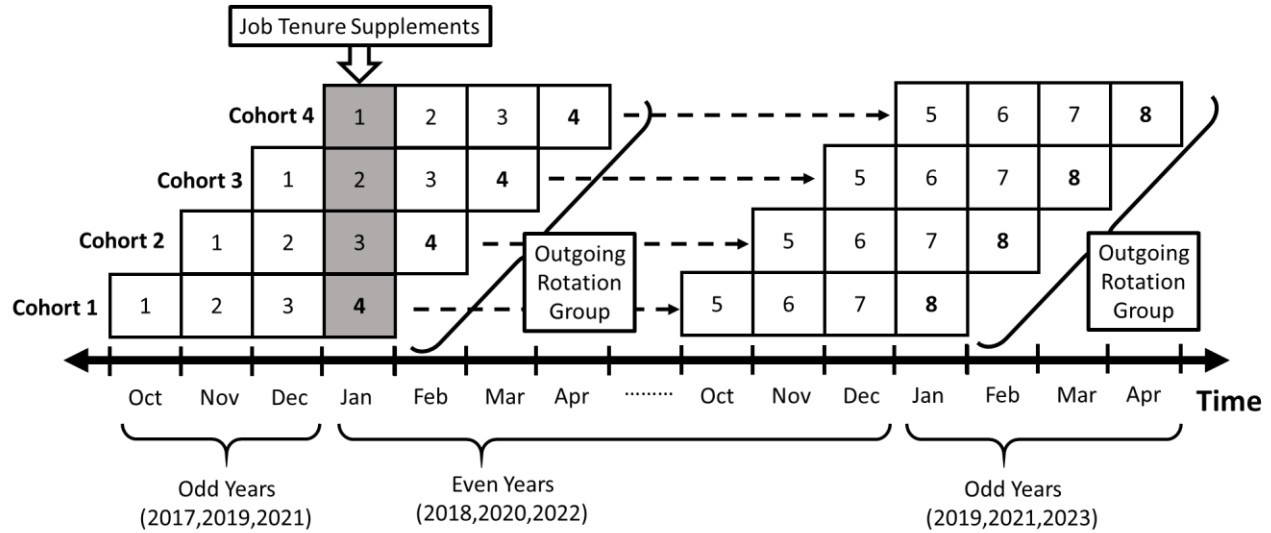 Job Tenure Supplements
Cohort 4 1 2 3 4 5 6 7 8
Cohort 3 1 2 3 4 5 6 7 8
Cohort 2 1 2 3 4 5 6 7 8
Cohort 1 1 2 3 4 5 6 7 8
Outgoing
Rotation
Group
Outgoing
Rotation
Group
Oct Nov Dec Jan Feb Mar Apr ......... Oct Nov Dec Jan Feb Mar Apr Time
Odd Years
(2017,2019,2021)
Even Years
(2018,2020,2022)
Odd Years
(2019,2021,2023)